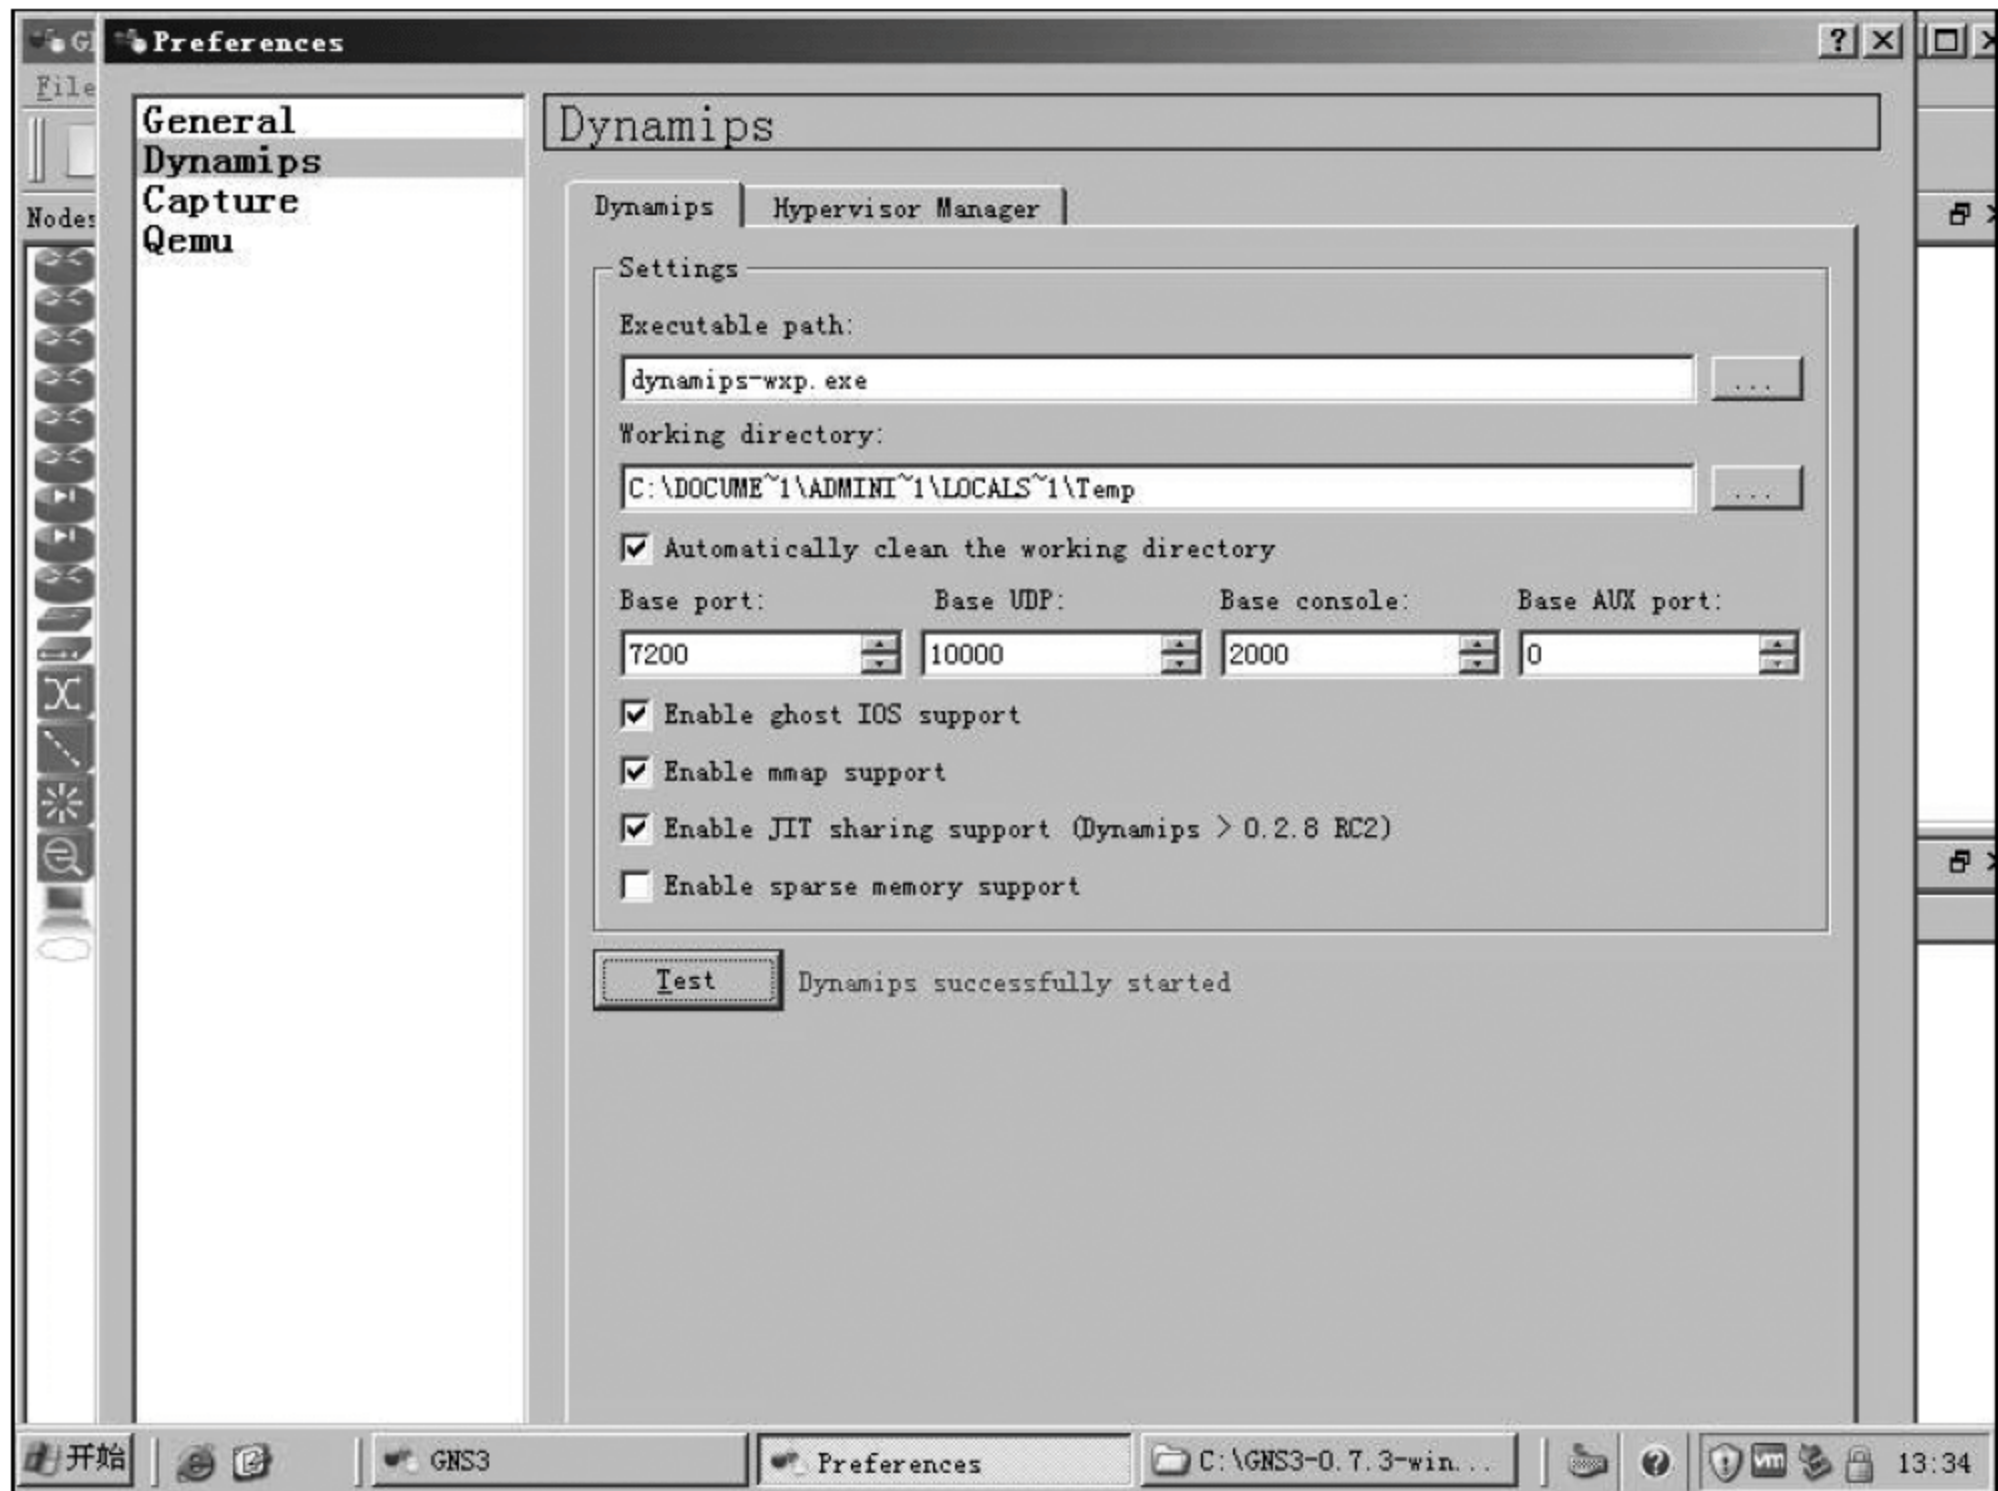 G
Preferences
File
General
Dynamips
Capture
Qemu
Nodes
Dynamips
Dynamips
Hypervisor Manager
Settings
Executable path:
dynamips-wxp.exe
...
Working directory:
C:\DOCUME~1\ADMINI~1\LOCALS~1\Temp
...
Automatically clean the working directory
Base port: Base UDP: Base console: Base AUX port:
7200 10000 2000 0
Enable ghost IOS support
Enable mmap support
Enable JIT sharing support (Dynamips > 0.2.8 RC2)
Enable sparse memory support
Test Dynamips successfully started
开始 GNS3 Preferences C:\GNS3-0.7.3-win... vm 13:34